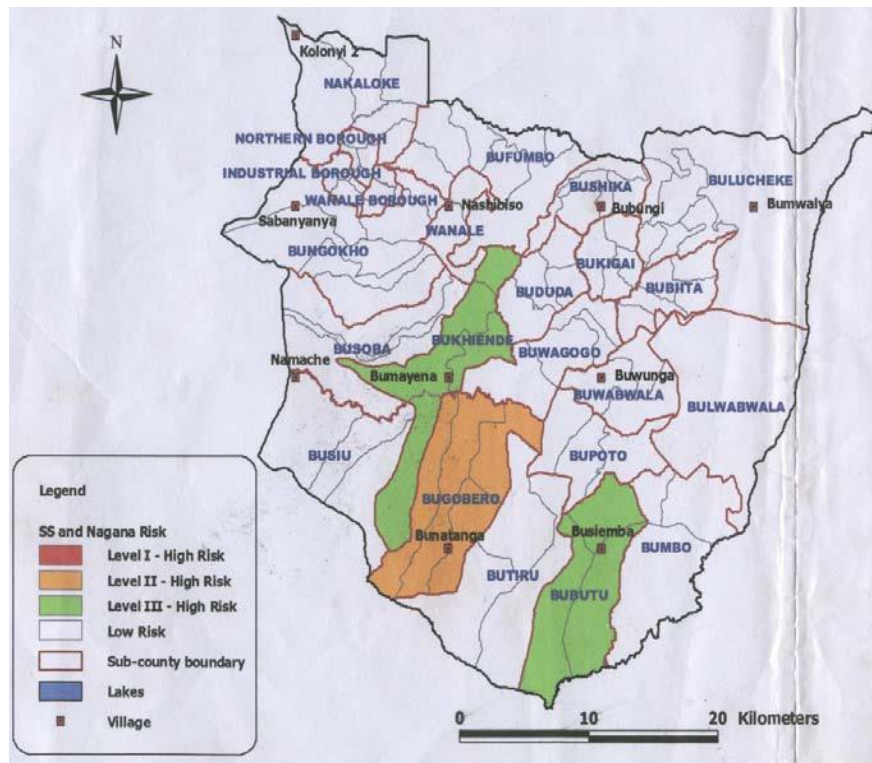 N
Kolonyi 2
NAKALOKE
NORTHERN BOROUGH
BUFUMBO
INDUSTRIAL BOROUGH
BUSHIKA
BULUCHEKE
WANALE BOROUGH
Nashibiso
Bubungi
Bumwalya
Sabanyanya
WANALE
BUNGOKHO
BUKIGAI
BUDUDA
BUBIITA
BUKHIENDE
BUSOBA
BUWAGOGO
Namache
Bumayena
Buwunga
BUWABWALA
BULWABWALA
BUSIU
BUPOTO
BUGOBERO
Bunatanga
Busiemba
BUMBO
BUTIRU
BUBUTU
Legend
SS and Nagana Risk
Level I - High Risk
Level II - High Risk
Level III - High Risk
Low Risk
Sub-county boundary
Lakes
Village
0 10 20 Kilometers